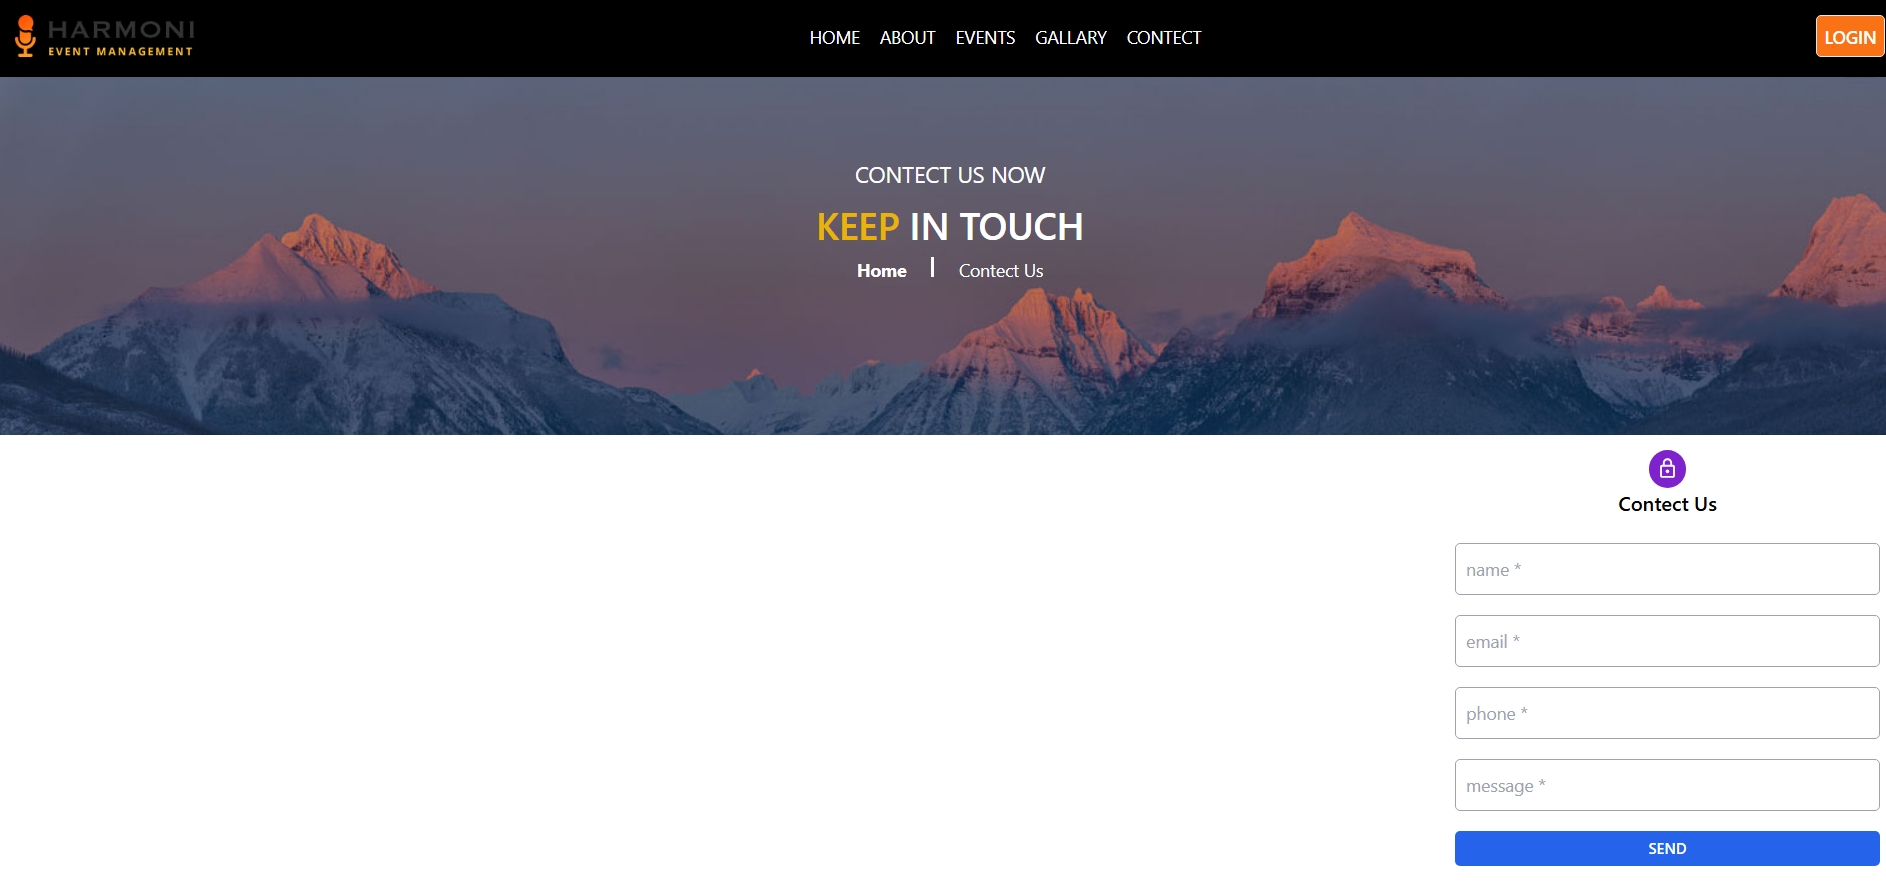 HARMONI
EVENT MANAGEMENT
HOME ABOUT EVENTS GALLARY CONTECT
LOGIN
CONTECT US NOW
KEEP IN TOUCH
Home Contect Us
Contect Us
name *
email *
phone *
message *
SEND